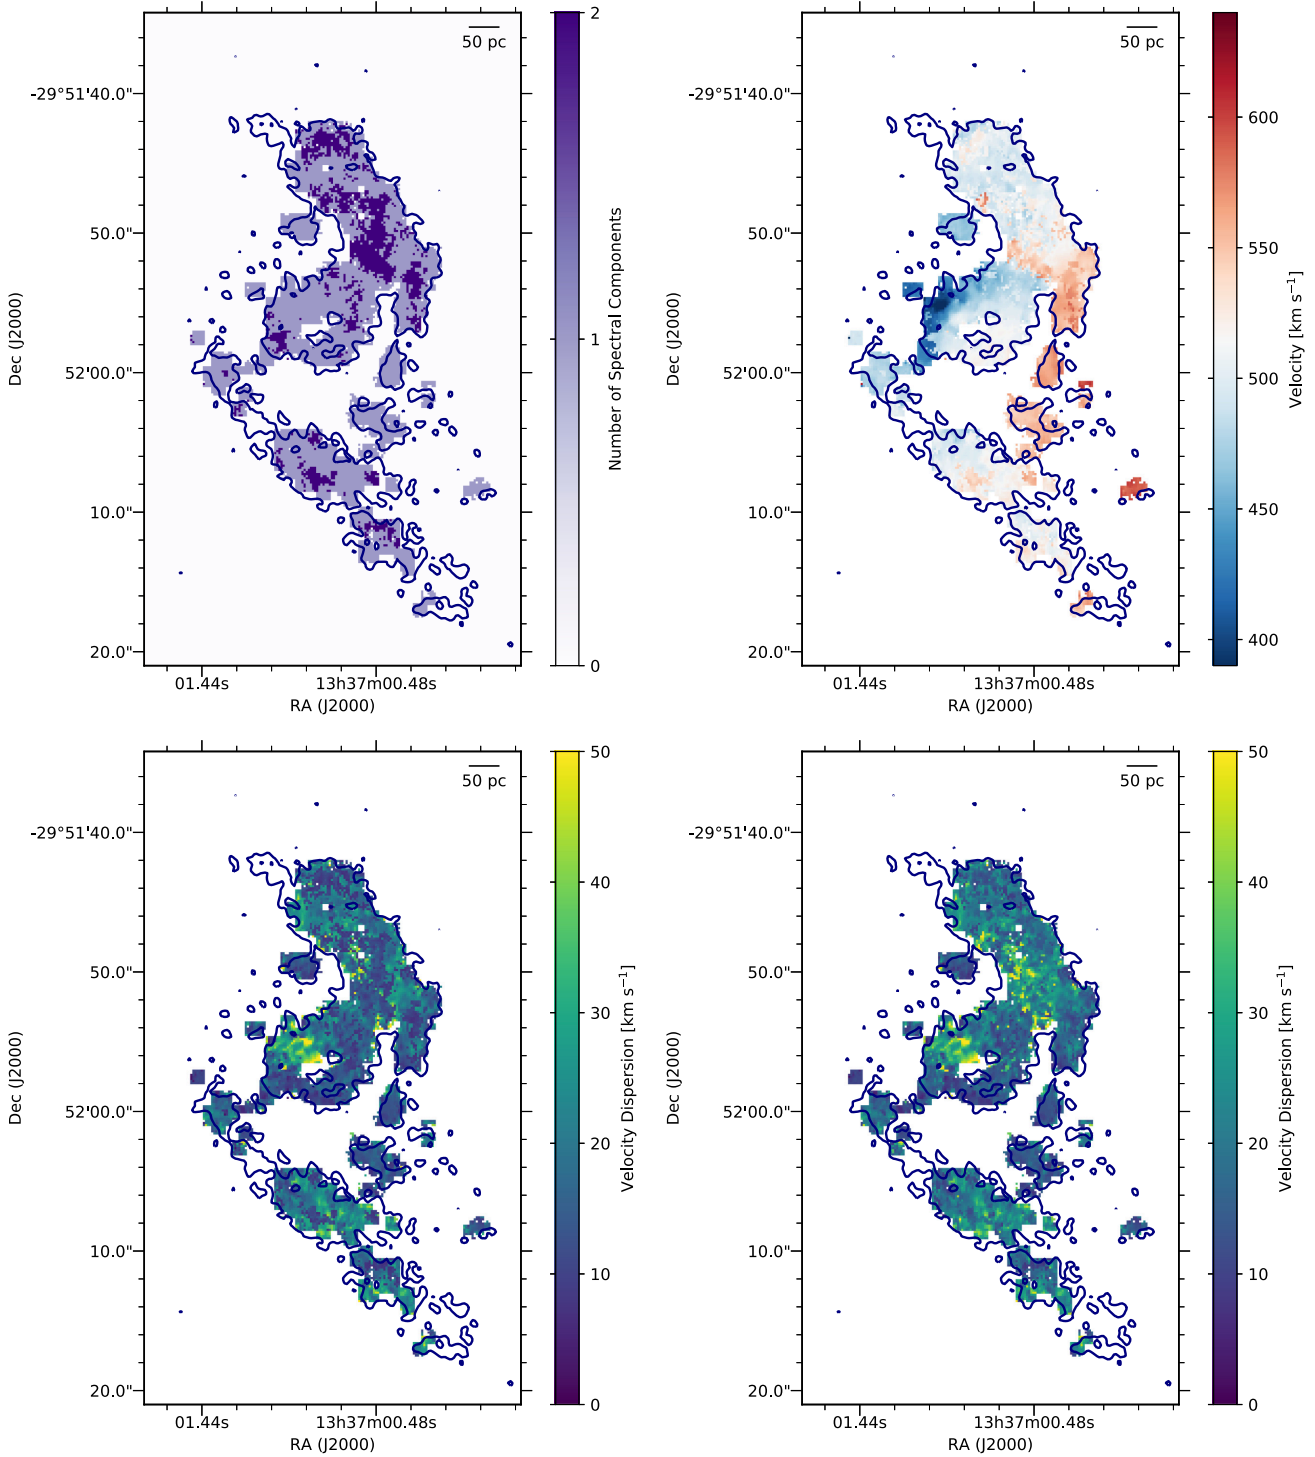 50 pc
-29°51'40.0"
50.0"
52'00.0"
10.0"
20.0"
Dec (J2000)
01.44s
13h37m00.48s
RA (J2000)
2
1
0
Number of Spectral Components
50 pc
-29°51'40.0"
50.0"
52'00.0"
10.0"
20.0"
Dec (J2000)
01.44s
13h37m00.48s
RA (J2000)
600
550
500
450
400
Velocity [km s⁻¹]
50 pc
-29°51'40.0"
50.0"
52'00.0"
10.0"
20.0"
Dec (J2000)
01.44s
13h37m00.48s
RA (J2000)
50
40
30
20
10
0
Velocity Dispersion [km s⁻¹]
50 pc
-29°51'40.0"
50.0"
52'00.0"
10.0"
20.0"
Dec (J2000)
01.44s
13h37m00.48s
RA (J2000)
50
40
30
20
10
0
Velocity Dispersion [km s⁻¹]